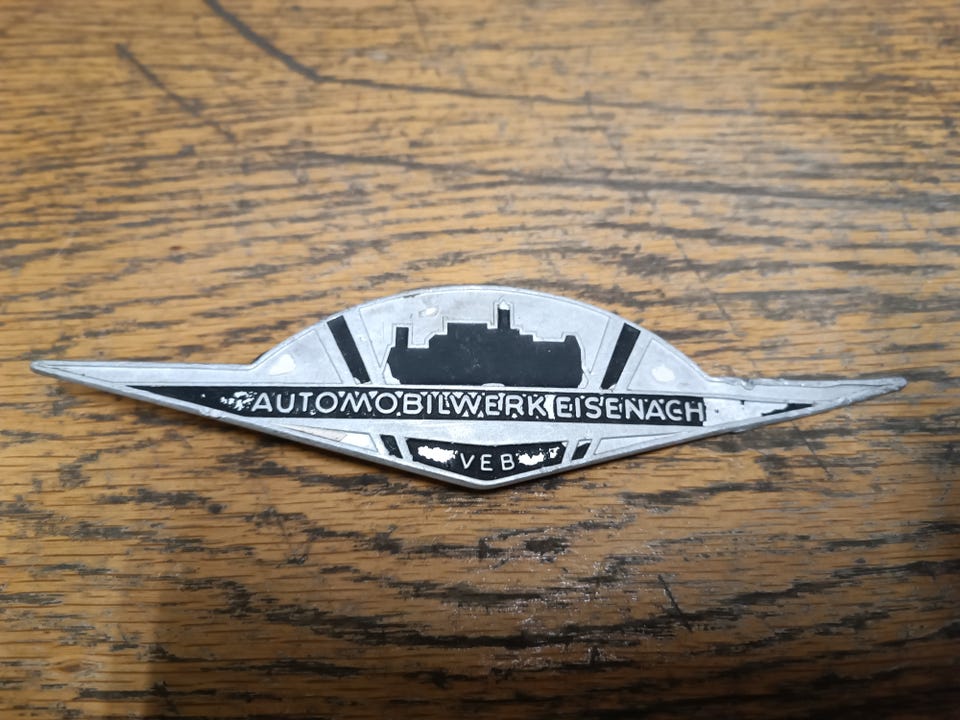 AUTOMOBILWERK EISENACH
VEB